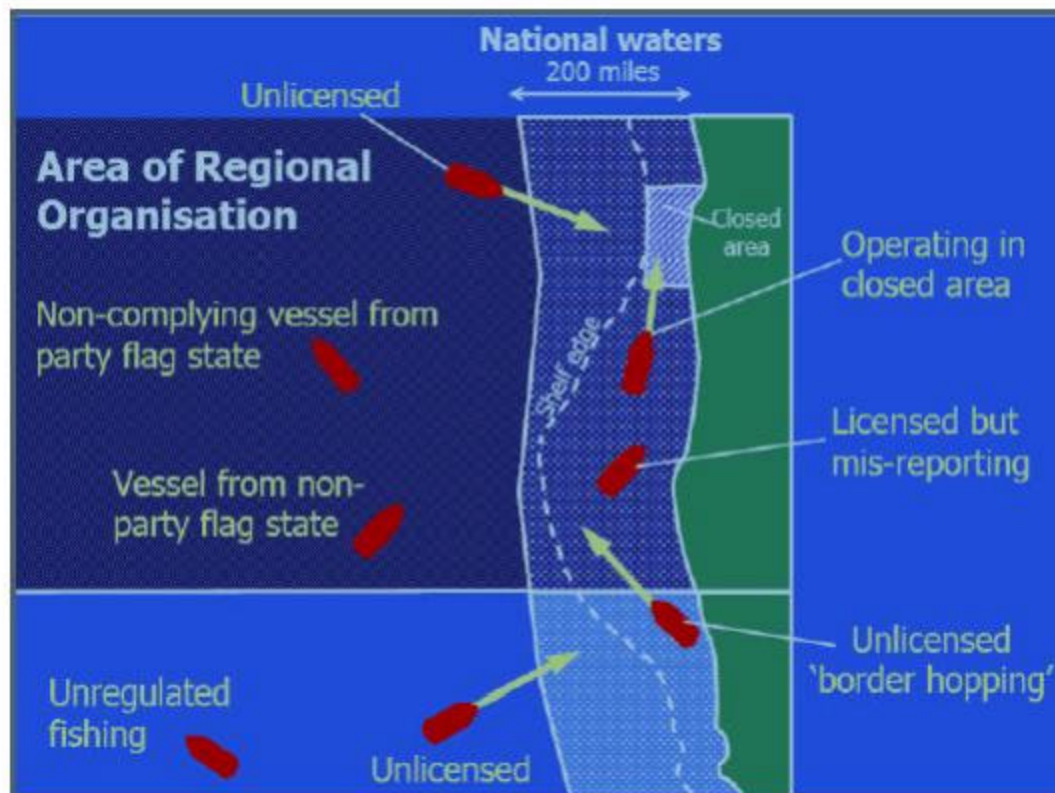 National waters
200 miles
Unlicensed
Area of Regional
Organisation
Closed
area
Operating in
closed area
Non-complying vessel from
party flag state
Shelf edge
Licensed but
mis-reporting
Vessel from non-
party flag state
Unlicensed
‘border hopping’
Unregulated
fishing
Unlicensed